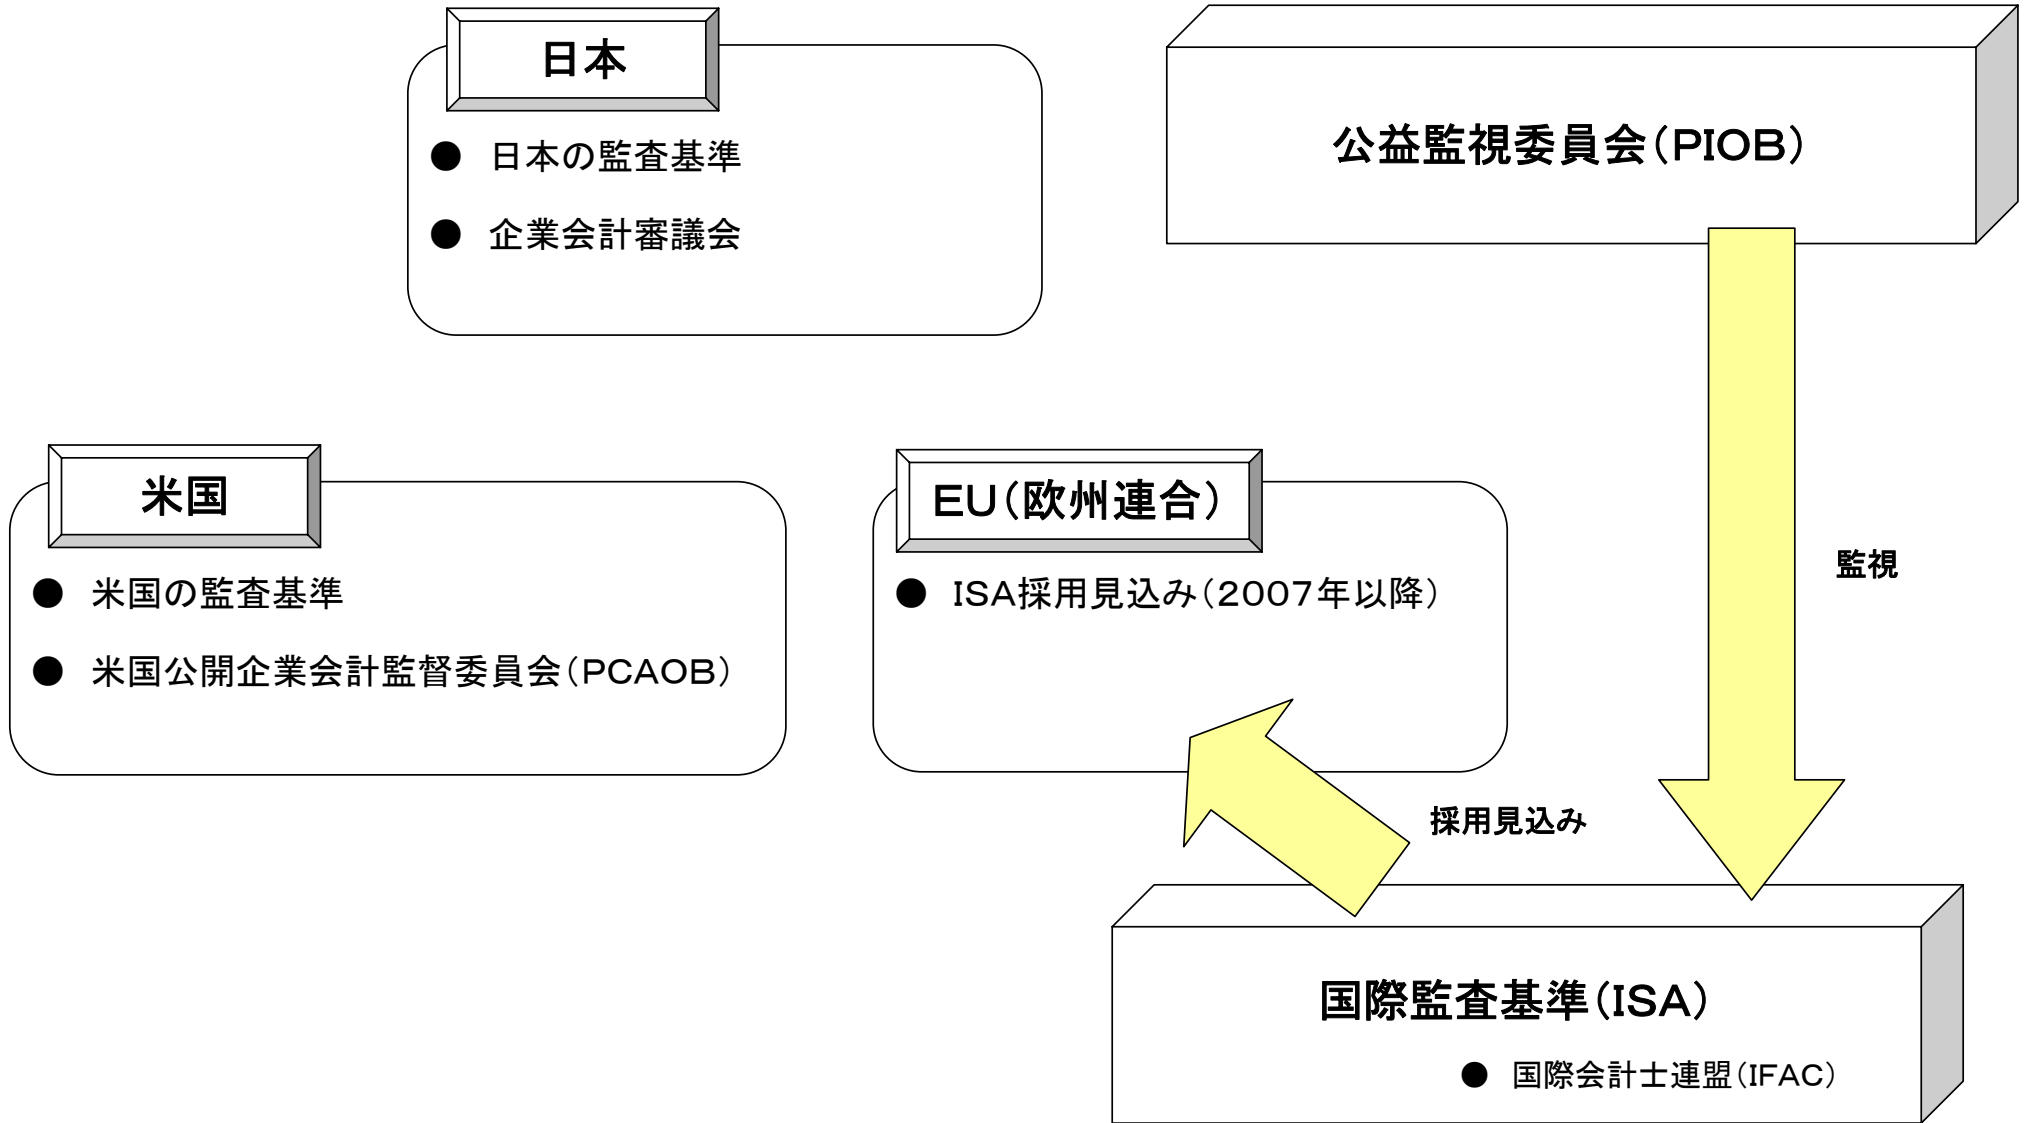 日本
● 日本の監査基準
● 企業会計審議会
公益監視委員会(PIOB)
米国
● 米国の監査基準
● 米国公開企業会計監督委員会(PCAOB)
EU(欧州連合)
● ISA採用見込み(2007年以降)
監視
採用見込み
国際監査基準(ISA)
● 国際会計士連盟(IFAC)